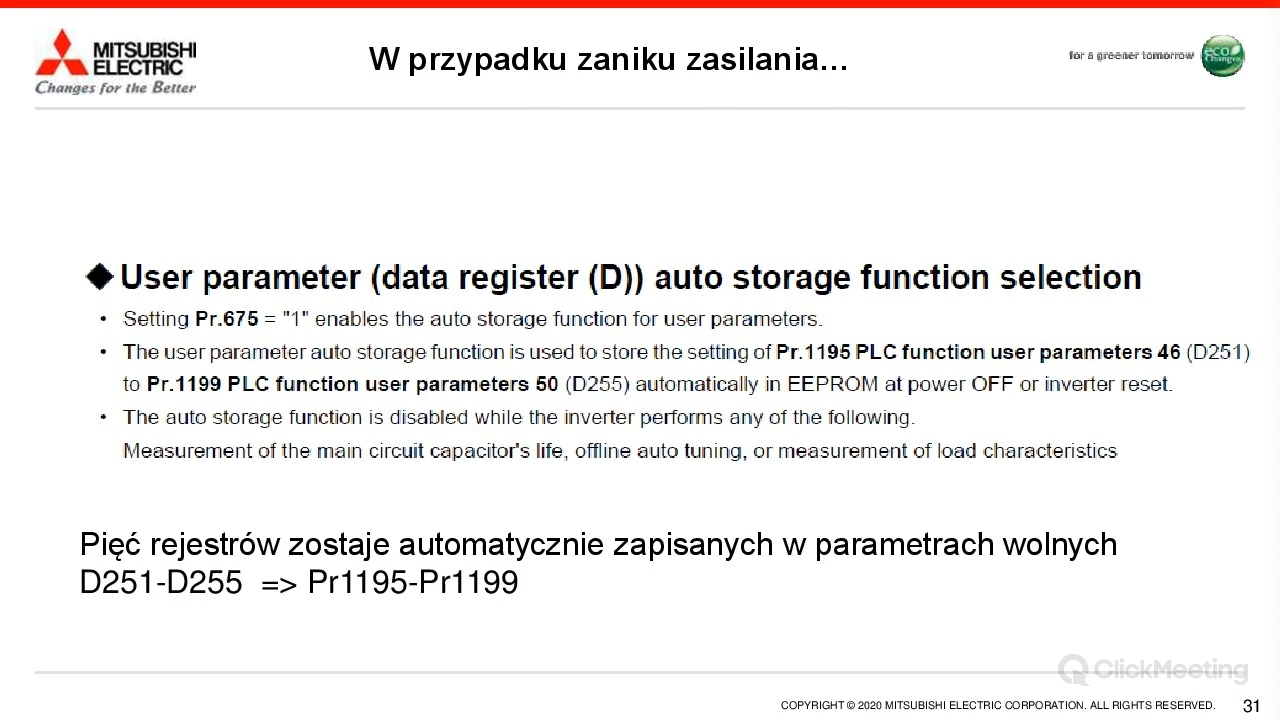 MITSUBISHI
ELECTRIC
Changes for the Better
W przypadku zaniku zasilania…
for a greener tomorrow
eco
Changes
◆ User parameter (data register (D)) auto storage function selection
• Setting Pr.675 = "1" enables the auto storage function for user parameters.
• The user parameter auto storage function is used to store the setting of Pr.1195 PLC function user parameters 46 (D251)
to Pr.1199 PLC function user parameters 50 (D255) automatically in EEPROM at power OFF or inverter reset.
• The auto storage function is disabled while the inverter performs any of the following.
Measurement of the main circuit capacitor's life, offline auto tuning, or measurement of load characteristics
Pięć rejestrów zostaje automatycznie zapisanych w parametrach wolnych
D251-D255 => Pr1195-Pr1199
ClickMeeting
COPYRIGHT © 2020 MITSUBISHI ELECTRIC CORPORATION. ALL RIGHTS RESERVED.
31